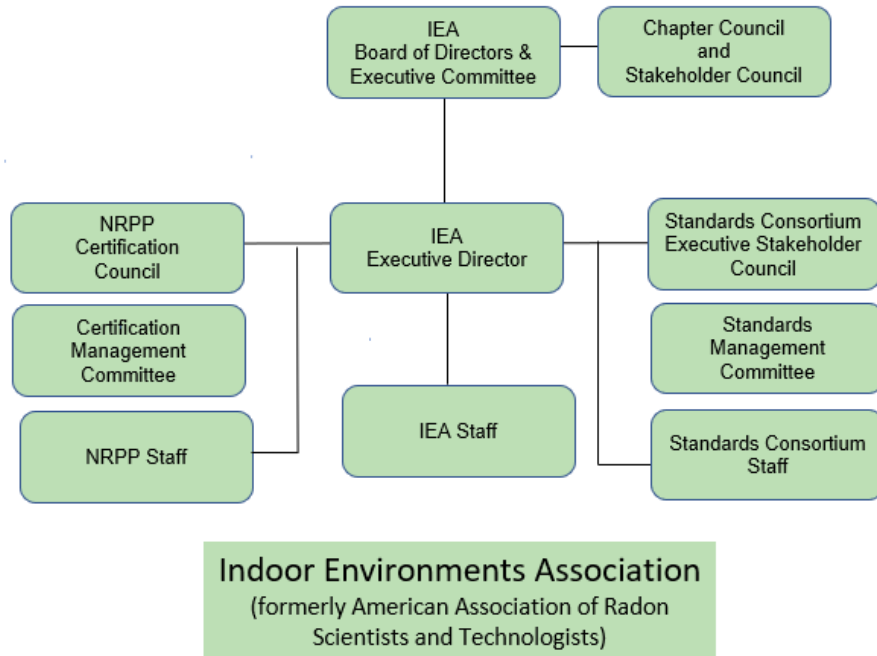 IEA
Board of Directors &
Executive Committee
Chapter Council
and
Stakeholder Council
NRPP
Certification
Council
IEA
Executive Director
Standards Consortium
Executive Stakeholder
Council
Certification
Management
Committee
Standards
Management
Committee
NRPP Staff
IEA Staff
Standards Consortium
Staff
Indoor Environments Association
(formerly American Association of Radon
Scientists and Technologists)